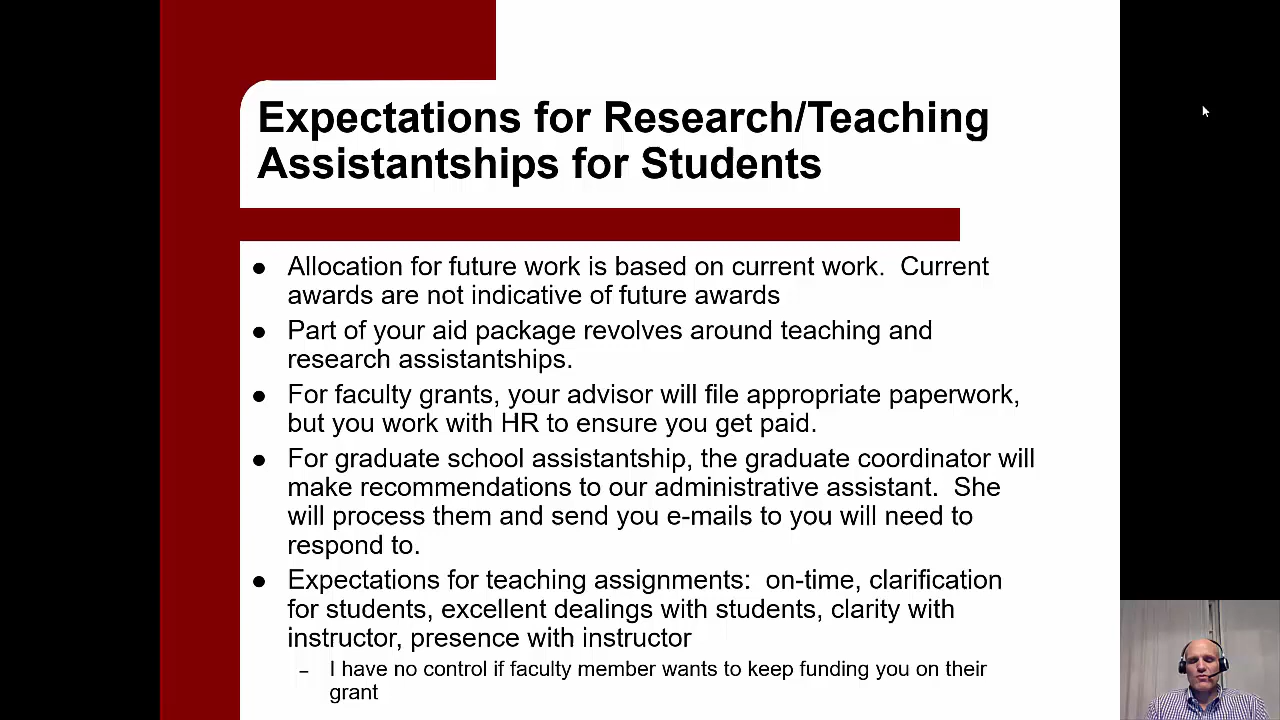 Expectations for Research/Teaching
Assistantships for Students
● Allocation for future work is based on current work.  Current
awards are not indicative of future awards
● Part of your aid package revolves around teaching and
research assistantships.
● For faculty grants, your advisor will file appropriate paperwork,
but you work with HR to ensure you get paid.
● For graduate school assistantship, the graduate coordinator will
make recommendations to our administrative assistant.  She
will process them and send you e-mails to you will need to
respond to.
● Expectations for teaching assignments:  on-time, clarification
for students, excellent dealings with students, clarity with
instructor, presence with instructor
– I have no control if faculty member wants to keep funding you on their
grant